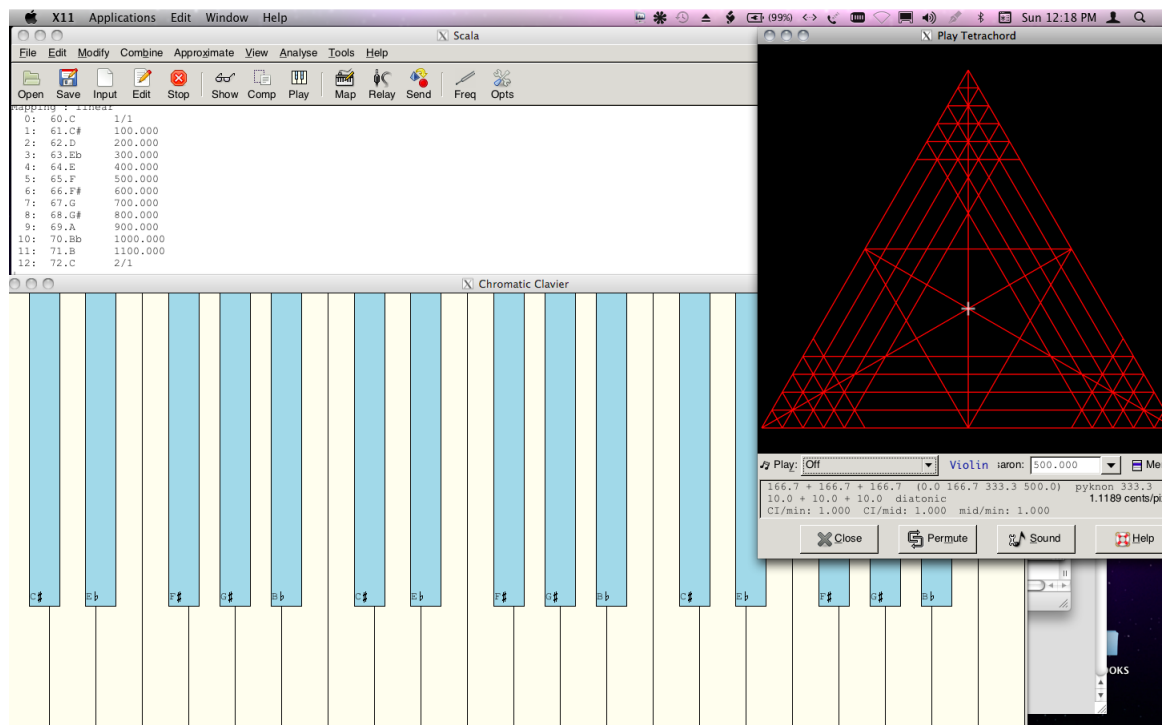 X11 Applications Edit Window Help (99%) Sun 12:18 PM
Scala
File Edit Modify Combine Approximate View Analyse Tools Help
Open Save Input Edit Stop Show Comp Play Map Relay Send Freq Opts
Mapping : linear
0: 60.C 1/1
1: 61.C# 100.000
2: 62.D 200.000
3: 63.Eb 300.000
4: 64.E 400.000
5: 65.F 500.000
6: 66.F# 600.000
7: 67.G 700.000
8: 68.G# 800.000
9: 69.A 900.000
10: 70.Bb 1000.000
11: 71.B 1100.000
12: 72.C 2/1
Play Tetrachord
Play: Off Violin aron: 500.000 Me
166.7 + 166.7 + 166.7 (0.0 166.7 333.3 500.0) pyknon 333.3
10.0 + 10.0 + 10.0 diatonic 1.1189 cents/pi
CI/min: 1.000 CI/mid: 1.000 mid/min: 1.000
Close Permute Sound Help
Chromatic Clavier
C♯ E♭ F♯ G♯ B♭ C♯ E♭ F♯ G♯ B♭ C♯ E♭ F♯ G♯ B♭
OKS